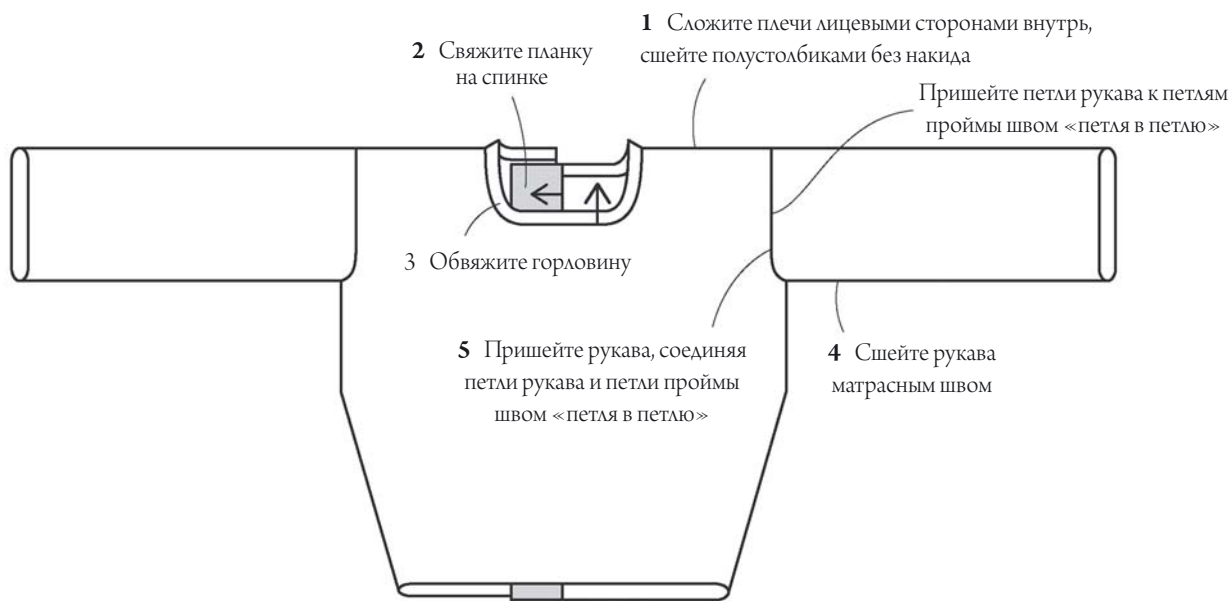 1 Сложите плечи лицевыми сторонами внутрь,
сшейте полустолбиками без накида
2 Свяжите планку
на спинке
Пришейте петли рукава к петлям
проймы швом «петля в петлю»
3 Обвяжите горловину
5 Пришейте рукава, соединяя
петли рукава и петли проймы
швом «петля в петлю»
4 Сшейте рукава
матрасным швом